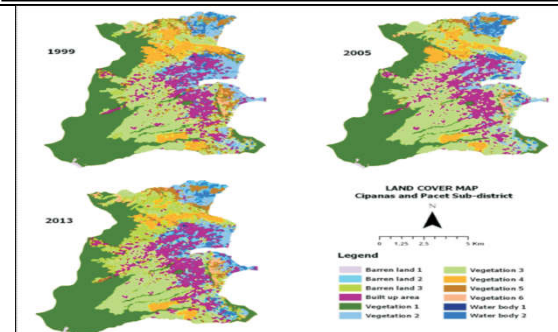 1999
2005
2013
LAND COVER MAP
Cipanas and Pacet Sub-district
N
0 1.25 2.5 5 Km
Legend
Barren land 1
Barren land 2
Barren land 3
Built up area
Vegetation 1
Vegetation 2
Vegetation 3
Vegetation 4
Vegetation 5
Vegetation 6
Water body 1
Water body 2